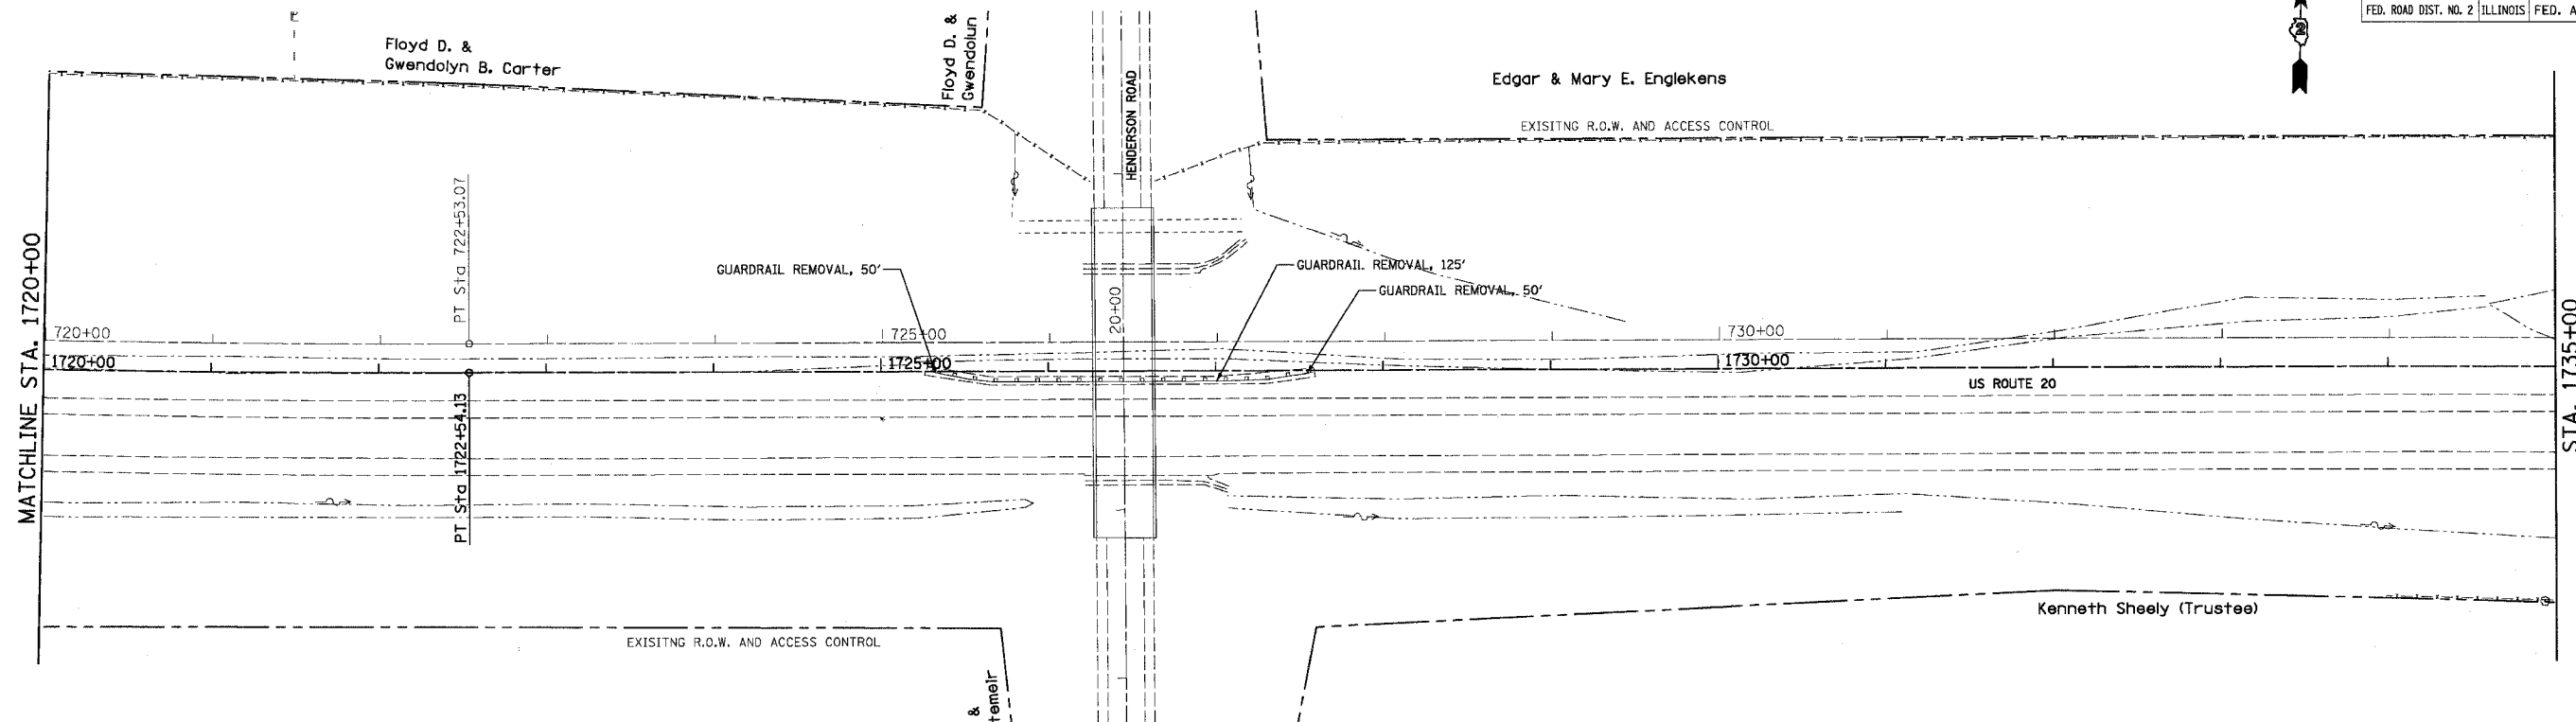 FED. ROAD DIST. NO. 2 ILLINOIS FED. A
2
Floyd D. &
Gwendolyn B. Carter
Floyd D. &
Gwendolun
HENDERSON ROAD
Edgar & Mary E. Englekens
EXISITNG R.O.W. AND ACCESS CONTROL
MATCHLINE STA. 1720+00
PT Sta 722+53.07
GUARDRAIL REMOVAL, 50'
GUARDRAIL REMOVAL, 125'
GUARDRAIL REMOVAL, 50'
20+00
720+00
725+00
730+00
1720+00
1725+00
1730+00
US ROUTE 20
STA. 1735+00
PT Sta 1722+54.13
Kenneth Sheely (Trustee)
EXISITNG R.O.W. AND ACCESS CONTROL
&
temeir